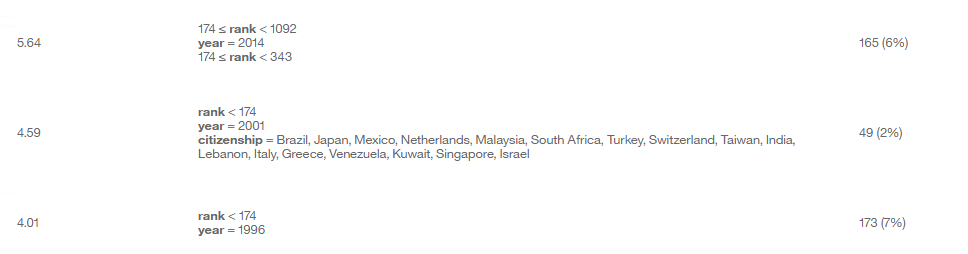 5.64
174 ≤ rank < 1092
year = 2014
174 ≤ rank < 343
165 (6%)
4.59
rank < 174
year = 2001
citizenship = Brazil, Japan, Mexico, Netherlands, Malaysia, South Africa, Turkey, Switzerland, Taiwan, India,
Lebanon, Italy, Greece, Venezuela, Kuwait, Singapore, Israel
49 (2%)
4.01
rank < 174
year = 1996
173 (7%)